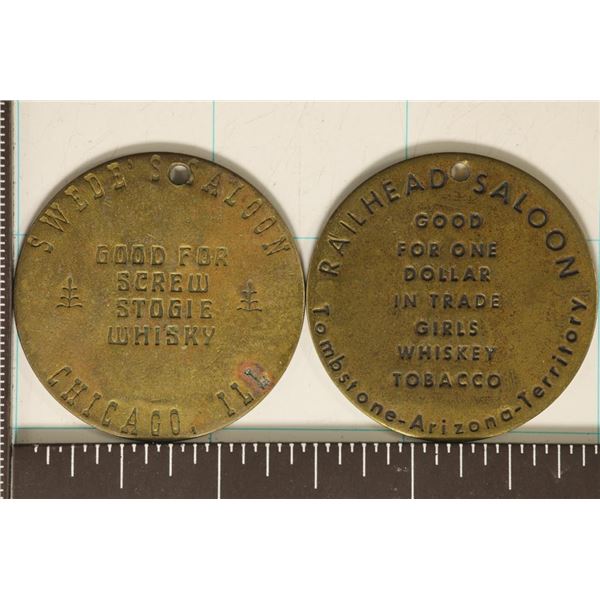 SWEDE'S SALOON
GOOD FOR
SCREW
STOGIE
WHISKY
CHICAGO, ILL
RAILHEAD SALOON
GOOD
FOR ONE
DOLLAR
IN TRADE
GIRLS
WHISKEY
TOBACCO
Tombstone-Arizona-Territory